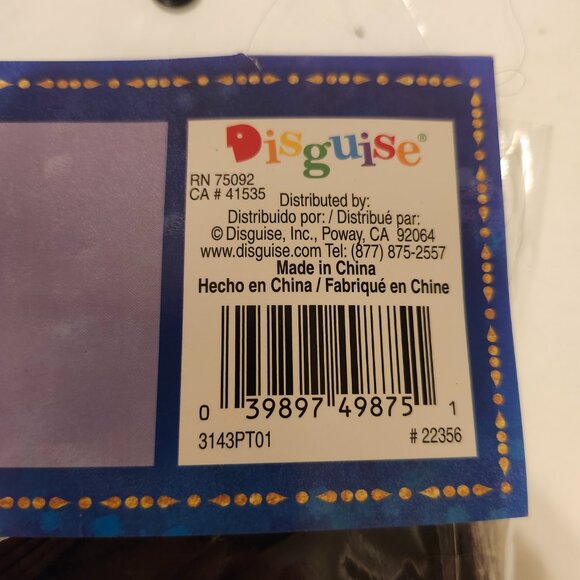 Disguise®
RN 75092
CA # 41535
Distributed by:
Distribuido por: / Distribué par:
© Disguise, Inc., Poway, CA 92064
www.disguise.com Tel: (877) 875-2557
Made in China
Hecho en China / Fabriqué en Chine
0 39897 49875 1
3143PT01 # 22356